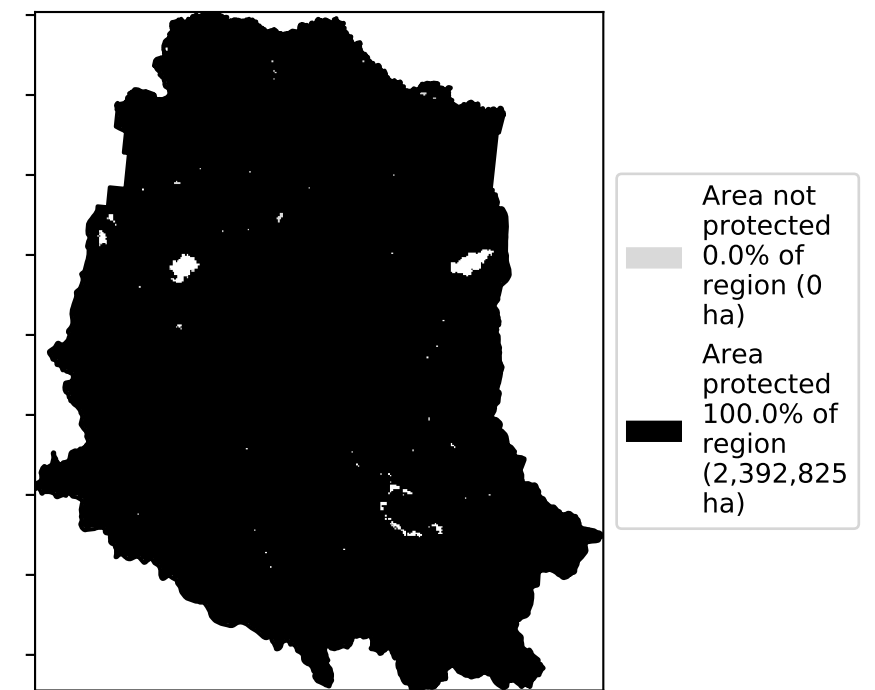 Area not
protected
0.0% of
region (0
ha)
Area
protected
100.0% of
region
(2,392,825
ha)